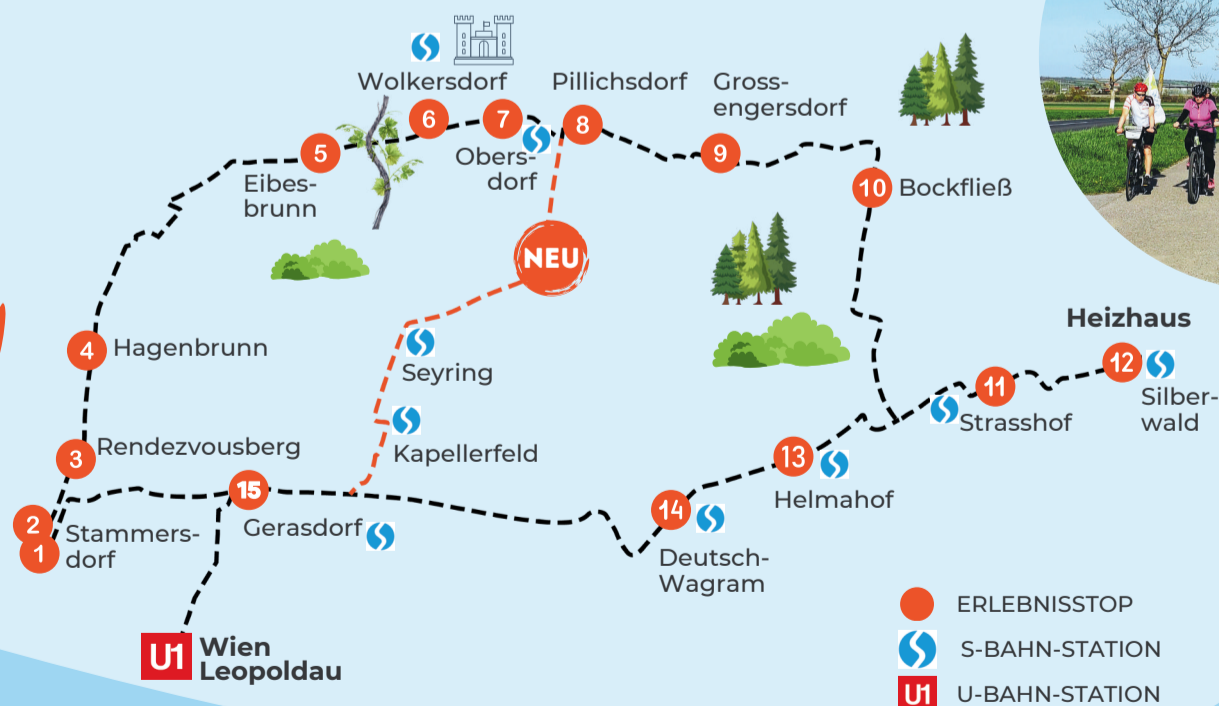 Wolkersdorf
Pillichsdorf
Gross-
engersdorf
6
7
8
9
5
Obers-
dorf
Eibes-
brunn
10
Bockfließ
NEU
Heizhaus
4
Hagenbrunn
Seyring
12
11
Silber-
wald
Strasshof
Kapellerfeld
3
Rendezvousberg
13
Helmahof
15
Gerasdorf
14
Deutsch-
Wagram
2
1
Stammers-
dorf
U1
Wien
Leopoldau
ERLEBNISSTOP
S-BAHN-STATION
U1
U-BAHN-STATION